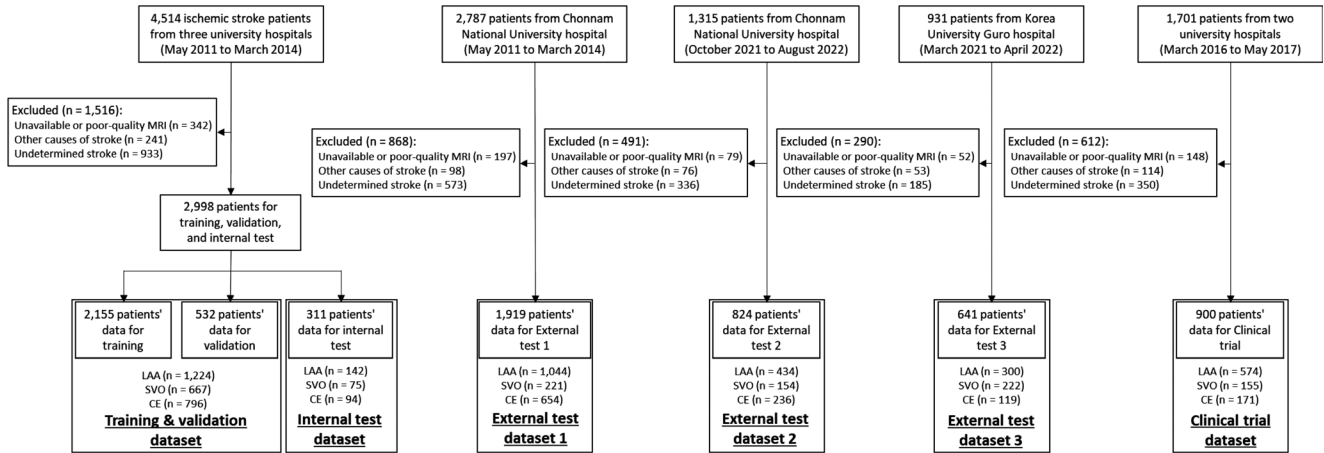 4,514 ischemic stroke patients
from three university hospitals
(May 2011 to March 2014)
2,787 patients from Chonnam
National University hospital
(May 2011 to March 2014)
1,315 patients from Chonnam
National University hospital
(October 2021 to August 2022)
931 patients from Korea
University Guro hospital
(March 2021 to April 2022)
1,701 patients from two
university hospitals
(March 2016 to May 2017)
Excluded (n = 1,516):
Unavailable or poor-quality MRI (n = 342)
Other causes of stroke (n = 241)
Undetermined stroke (n = 933)
Excluded (n = 868):
Unavailable or poor-quality MRI (n = 197)
Other causes of stroke (n = 98)
Undetermined stroke (n = 573)
Excluded (n = 491):
Unavailable or poor-quality MRI (n = 79)
Other causes of stroke (n = 76)
Undetermined stroke (n = 336)
Excluded (n = 290):
Unavailable or poor-quality MRI (n = 52)
Other causes of stroke (n = 53)
Undetermined stroke (n = 185)
Excluded (n = 612):
Unavailable or poor-quality MRI (n = 148)
Other causes of stroke (n = 114)
Undetermined stroke (n = 350)
2,998 patients for
training, validation,
and internal test
2,155 patients'
data for
training
532 patients'
data for
validation
LAA (n = 1,224)
SVO (n = 667)
CE (n = 796)
Training & validation
dataset
311 patients'
data for internal
test
LAA (n = 142)
SVO (n = 75)
CE (n = 94)
Internal test
dataset
1,919 patients'
data for External
test 1
LAA (n = 1,044)
SVO (n = 221)
CE (n = 654)
External test
dataset 1
824 patients'
data for External
test 2
LAA (n = 434)
SVO (n = 154)
CE (n = 236)
External test
dataset 2
641 patients'
data for External
test 3
LAA (n = 300)
SVO (n = 222)
CE (n = 119)
External test
dataset 3
900 patients'
data for Clinical
trial
LAA (n = 574)
SVO (n = 155)
CE (n = 171)
Clinical trial
dataset